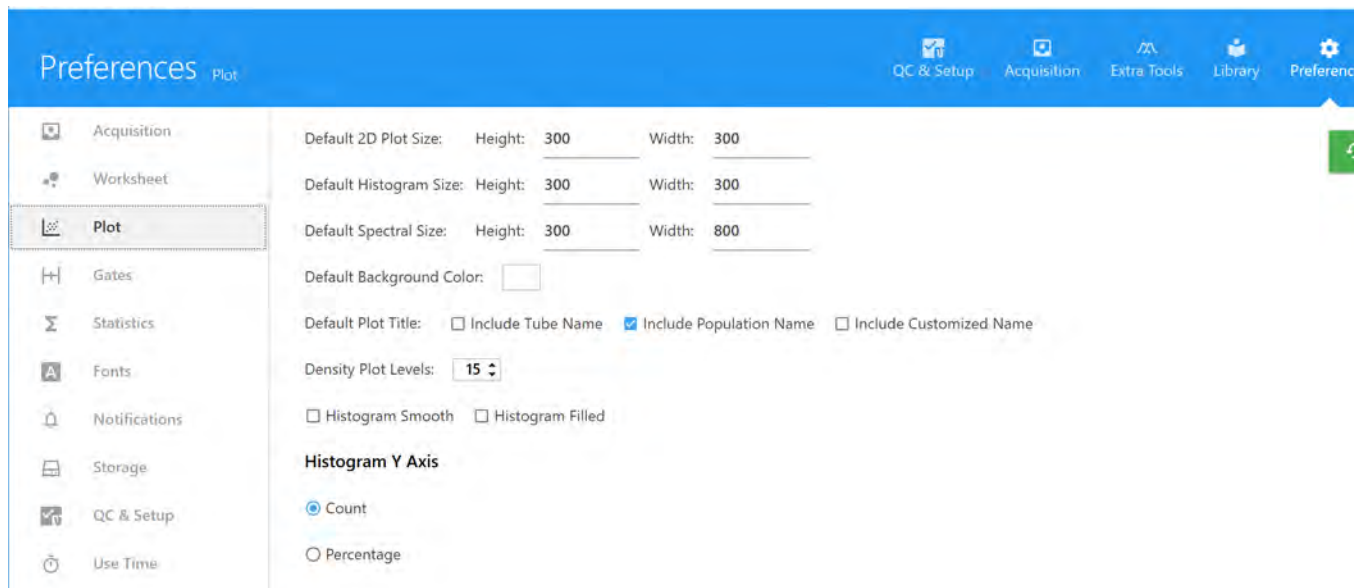 Preferences Plot
QC & Setup
Acquisition
Extra Tools
Library
Preferenc
Acquisition
Worksheet
Plot
Gates
Statistics
Fonts
Notifications
Storage
QC & Setup
Use Time
Default 2D Plot Size: Height: 300 Width: 300
Default Histogram Size: Height: 300 Width: 300
Default Spectral Size: Height: 300 Width: 800
Default Background Color:
Default Plot Title: Include Tube Name Include Population Name Include Customized Name
Density Plot Levels: 15
Histogram Smooth Histogram Filled
Histogram Y Axis
Count
Percentage